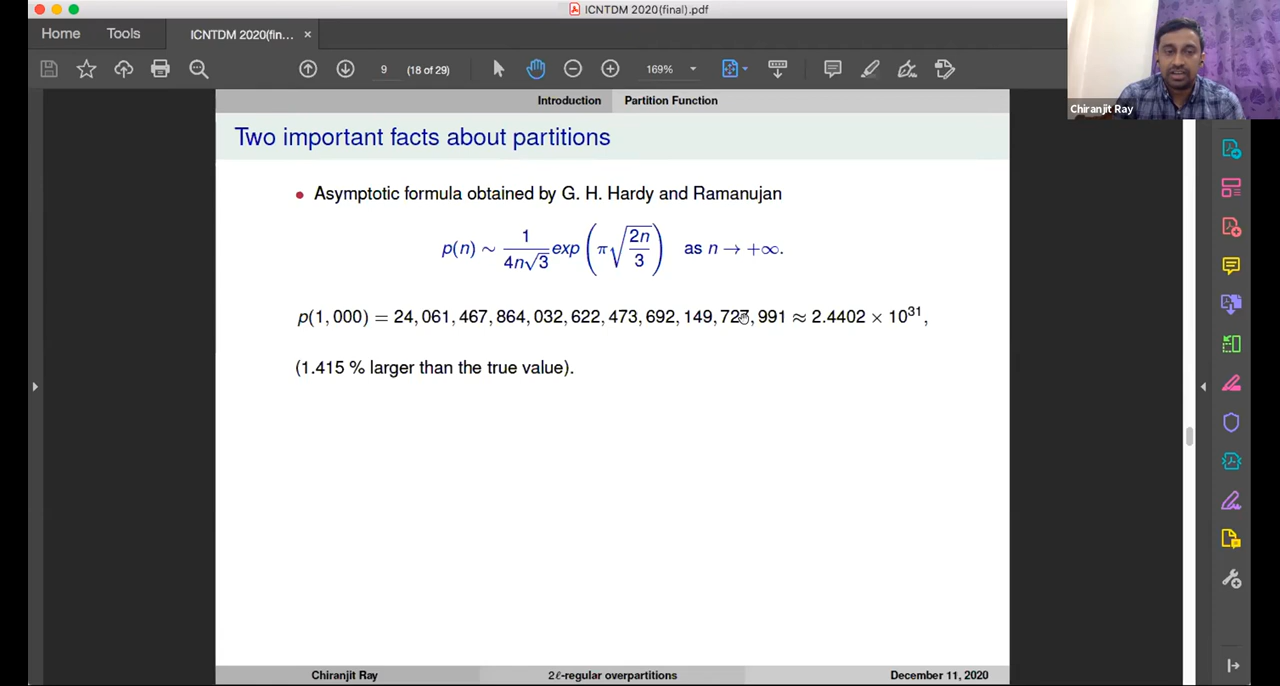 ICNTDM 2020(final).pdf
Home Tools ICNTDM 2020(fin... ×
9 (18 of 29) 169%
Chiranjit Ray
Introduction Partition Function
Two important facts about partitions
• Asymptotic formula obtained by G. H. Hardy and Ramanujan
p(n) ∼ 1/(4n√3) exp(π√(2n/3)) as n → +∞.
p(1,000) = 24,061,467,864,032,622,473,692,149,727,991 ≈ 2.4402 × 10³¹,
(1.415 % larger than the true value).
Chiranjit Ray 2ℓ-regular overpartitions December 11, 2020